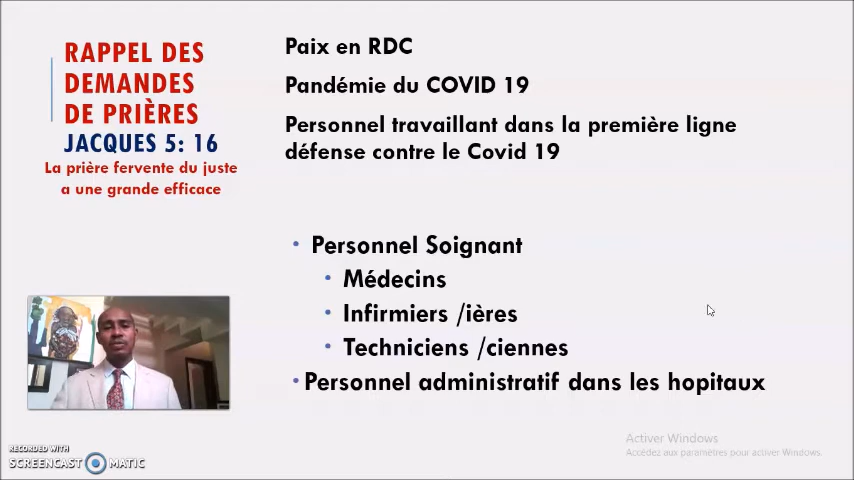 RAPPEL DES
DEMANDES
DE PRIÈRES
JACQUES 5: 16
La prière fervente du juste
a une grande efficace
Paix en RDC
Pandémie du COVID 19
Personnel travaillant dans la première ligne
défense contre le Covid 19
• Personnel Soignant
• Médecins
• Infirmiers /ières
• Techniciens /ciennes
• Personnel administratif dans les hopitaux
Activer Windows
Accédez aux paramètres pour activer Windows.
RECORDED WITH
SCREENCAST MATIC